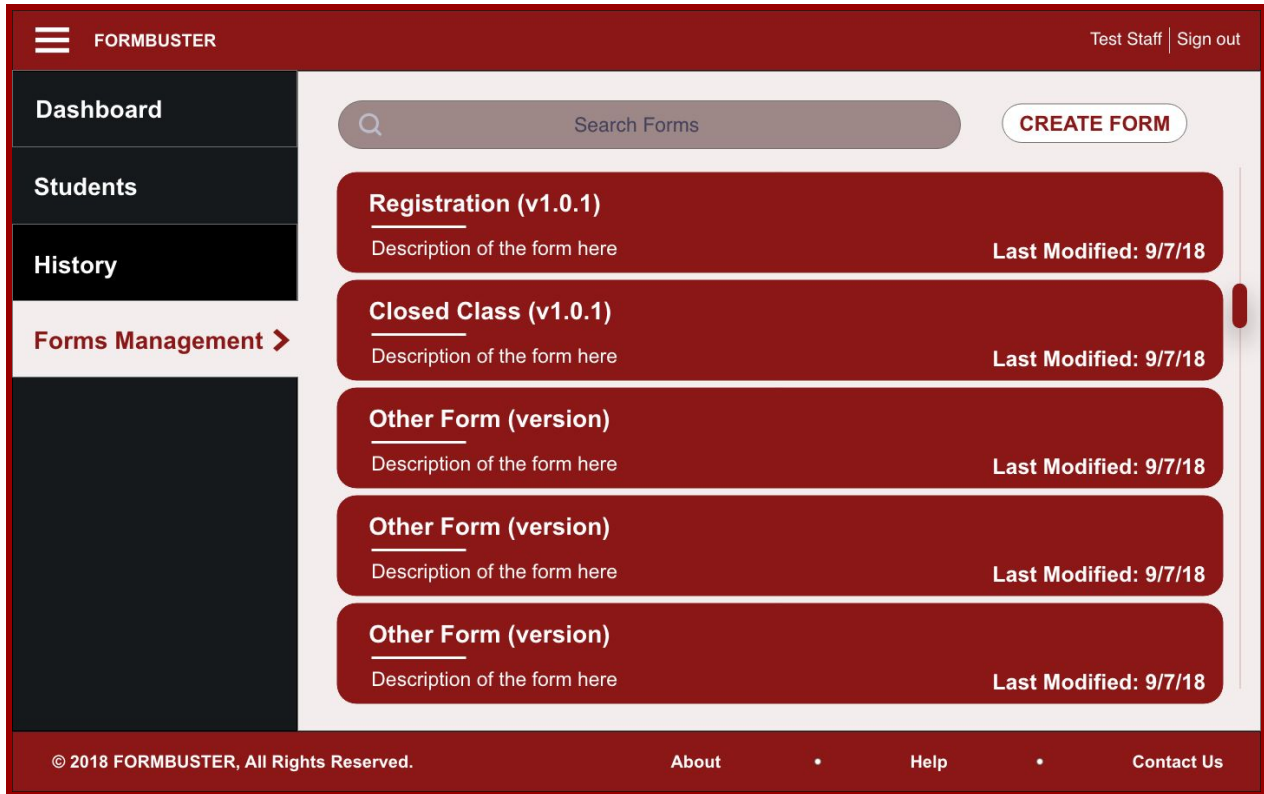 FORMBUSTER
Test Staff | Sign out
Dashboard
Students
History
Forms Management
Search Forms
CREATE FORM
Registration (v1.0.1)
Description of the form here
Last Modified: 9/7/18
Closed Class (v1.0.1)
Description of the form here
Last Modified: 9/7/18
Other Form (version)
Description of the form here
Last Modified: 9/7/18
Other Form (version)
Description of the form here
Last Modified: 9/7/18
Other Form (version)
Description of the form here
Last Modified: 9/7/18
© 2018 FORMBUSTER, All Rights Reserved.
About • Help • Contact Us